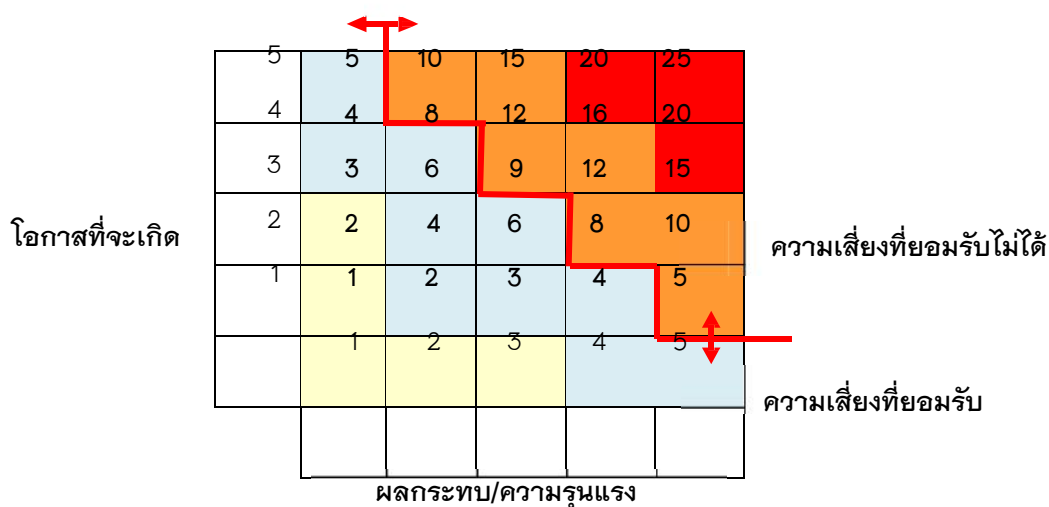 5 5 10 15 20 25
4 4 8 12 16 20
3 3 6 9 12 15
โอกาสที่จะเกิด
2 2 4 6 8 10
ความเสี่ยงที่ยอมรับไม่ได้
1 1 2 3 4 5
1 2 3 4 5
ความเสี่ยงที่ยอมรับ
ผลกระทบ/ความรุนแรง